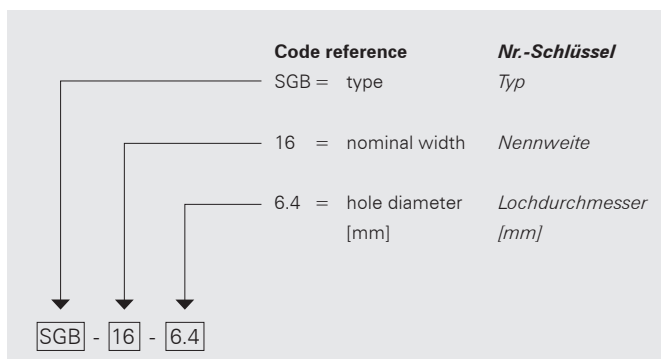 Code reference Nr.-Schlüssel
SGB = type Typ
16 = nominal width Nennweite
6.4 = hole diameter Lochdurchmesser
[mm] [mm]
SGB - 16 - 6.4